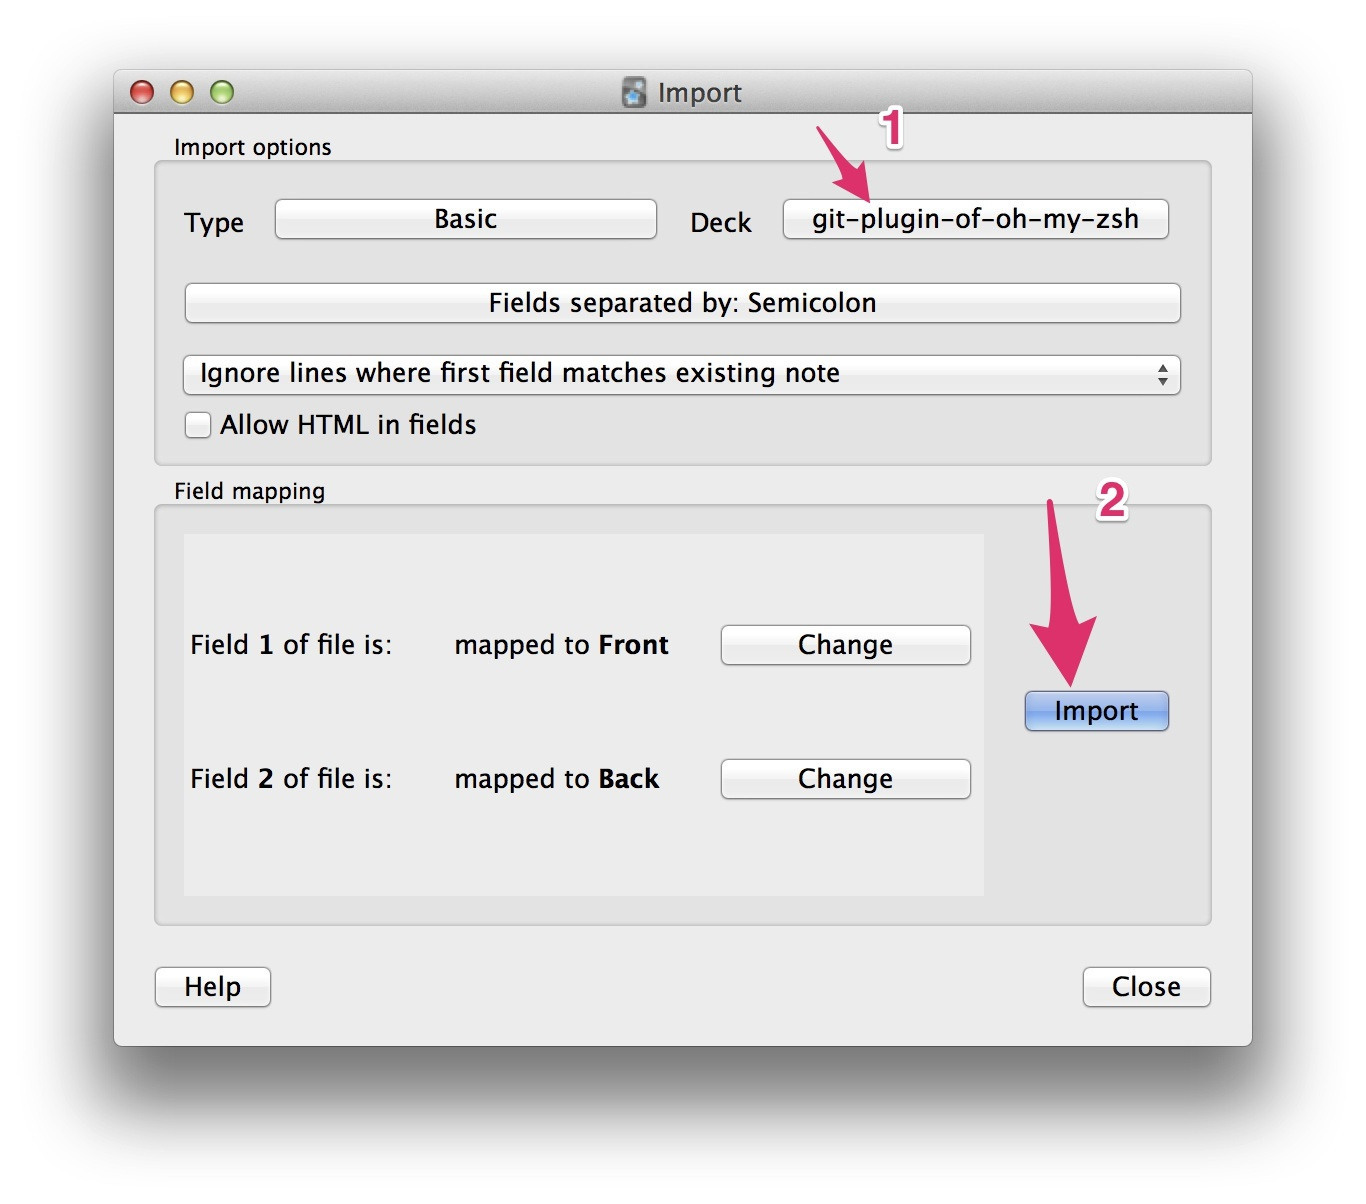 Import
1
Import options
Type Basic Deck git-plugin-of-oh-my-zsh
Fields separated by: Semicolon
Ignore lines where first field matches existing note
Allow HTML in fields
Field mapping
2
Field 1 of file is: mapped to Front Change
Import
Field 2 of file is: mapped to Back Change
Help Close